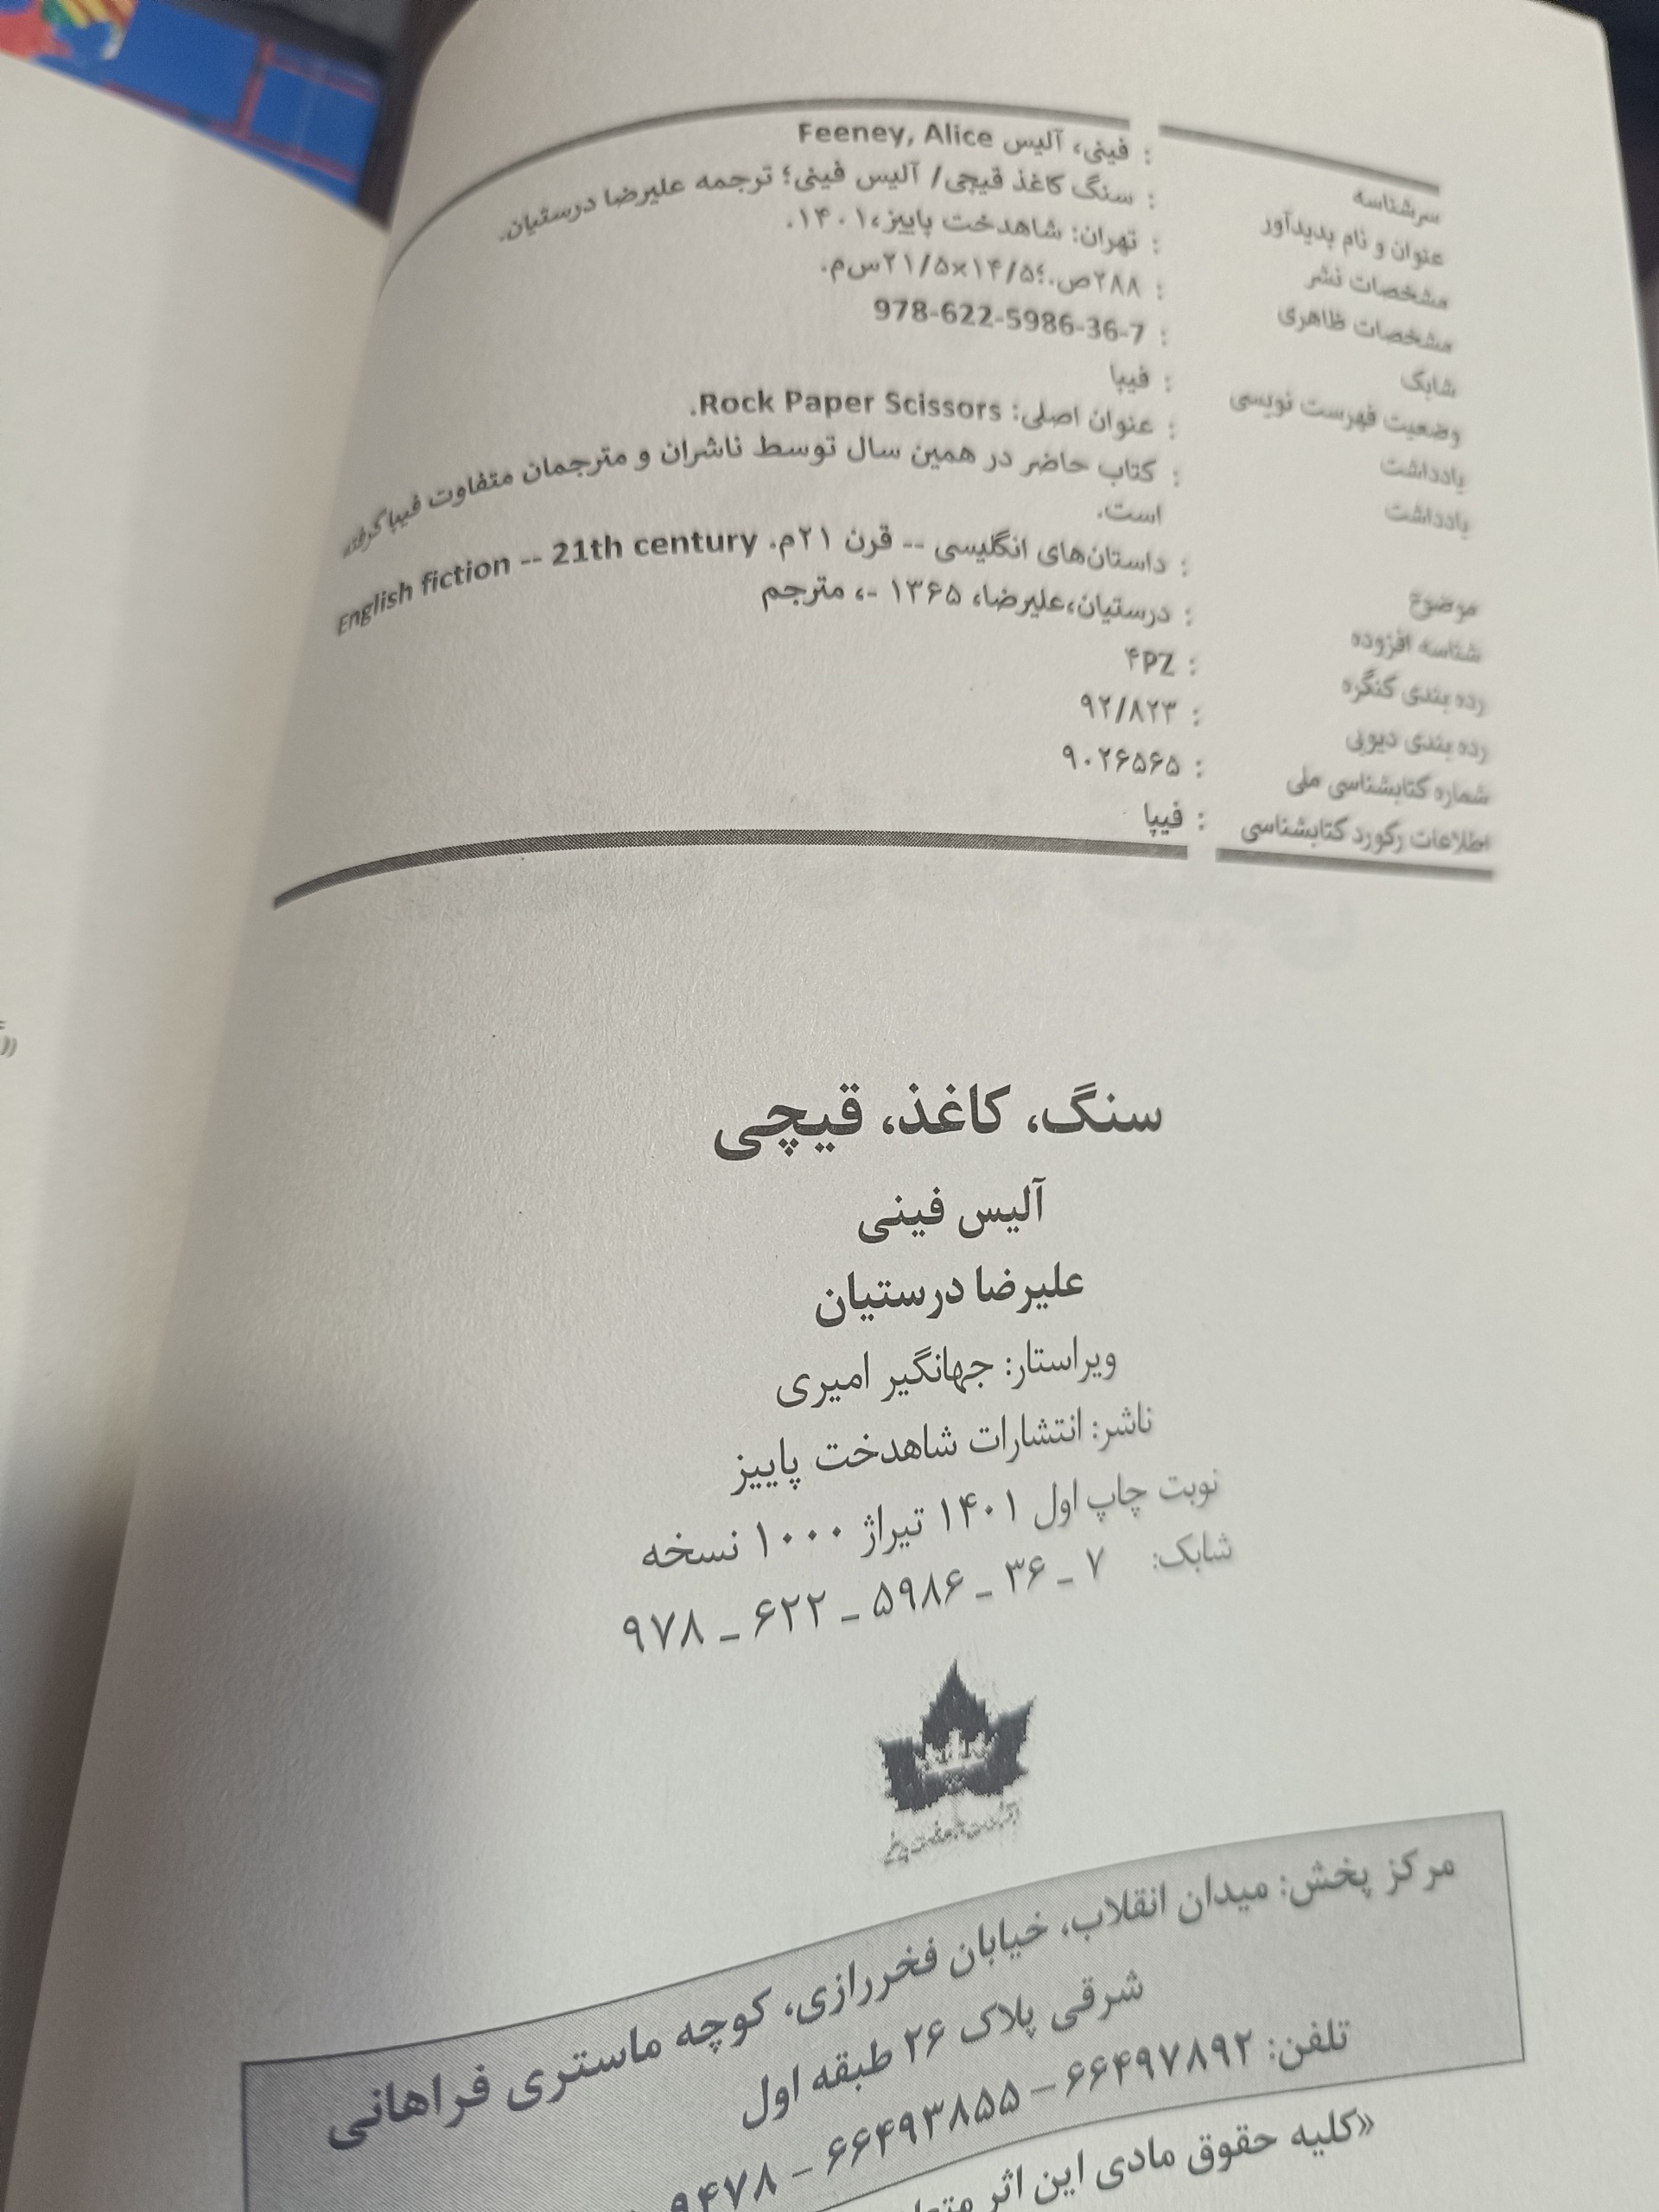 سرشناسه : فینی، آلیس Feeney, Alice
عنوان و نام پدیدآور : سنگ کاغذ قیچی/ آلیس فینی؛ ترجمه علیرضا درستیان.
مشخصات نشر : تهران: شاهدخت پاییز،۱۴۰۱.
مشخصات ظاهری : ۲۸۸ص.؛۱۴/۵×۲۱/۵س‌م.
شابک : 978-622-5986-36-7
وضعیت فهرست نویسی : فیپا
یادداشت : عنوان اصلی: Rock Paper Scissors.
یادداشت : کتاب حاضر در همین سال توسط ناشران و مترجمان متفاوت فیپا گرفته
است.
موضوع : داستان‌های انگلیسی -- قرن ۲۱م. English fiction -- 21th century
شناسه افزوده : درستیان،علیرضا، ۱۳۶۵ -، مترجم
رده بندی کنگره : ۴PZ
رده بندی دیویی : ۹۲/۸۲۳
شماره کتابشناسی ملی : ۹۰۲۶۵۶۵
اطلاعات رکورد کتابشناسی : فیپا
سنگ، کاغذ، قیچی
آلیس فینی
علیرضا درستیان
ویراستار: جهانگیر امیری
ناشر: انتشارات شاهدخت پاییز
نوبت چاپ اول ۱۴۰۱ تیراژ ۱۰۰۰ نسخه
شابک: ۷ ـ ۳۶ ـ ۵۹۸۶ ـ ۶۲۲ ـ ۹۷۸
مرکز پخش: میدان انقلاب، خیابان فخررازی، کوچه ماستری فراهانی
شرقی پلاک ۲۶ طبقه اول
تلفن: ۶۶۴۹۷۸۹۲ – ۶۶۴۹۳۸۵۵ –
«کلیه حقوق مادی این اثر